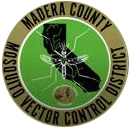 MADERA COUNTY
MOSQUITO VECTOR CONTROL DISTRICT